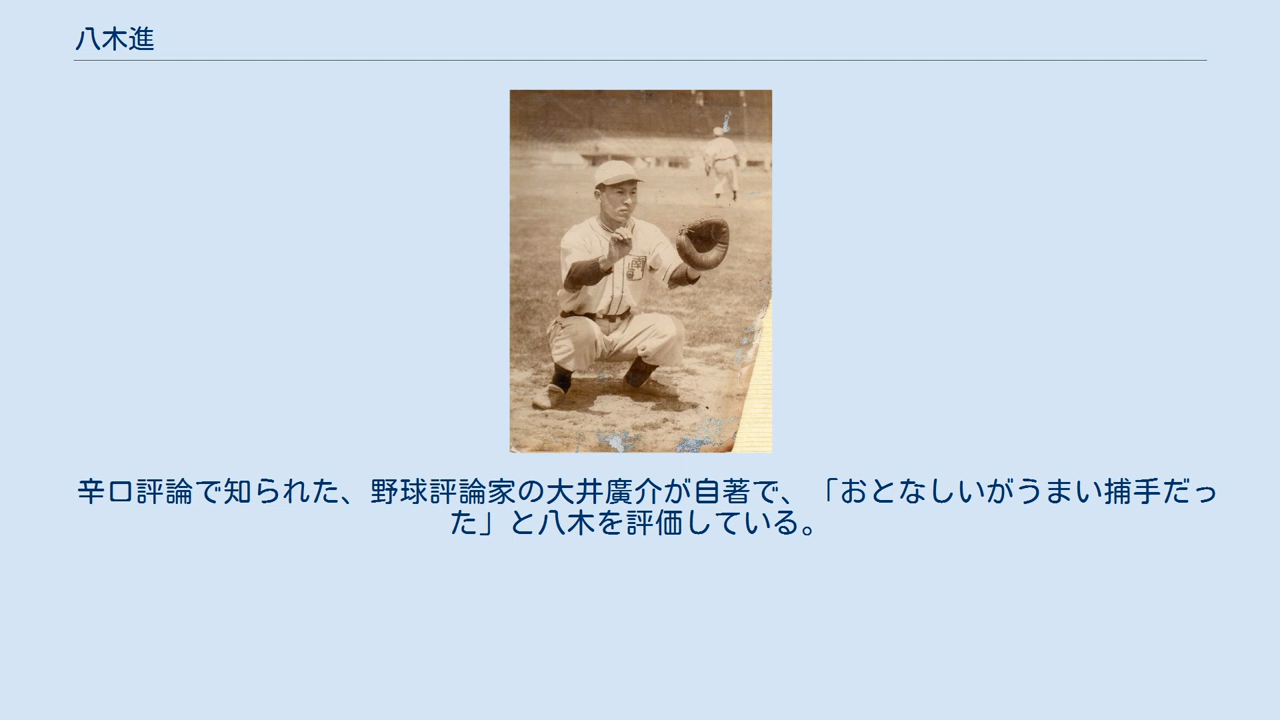 八木進
辛口評論で知られた、野球評論家の大井廣介が自著で、「おとなしいがうまい捕手だっ
た」と八木を評価している。